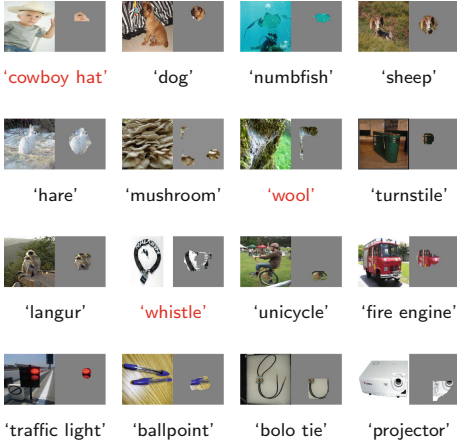 ‘cowboy hat’ ‘dog’ ‘numbfish’ ‘sheep’
‘hare’ ‘mushroom’ ‘wool’ ‘turnstile’
‘langur’ ‘whistle’ ‘unicycle’ ‘fire engine’
‘traffic light’ ‘ballpoint’ ‘bolo tie’ ‘projector’